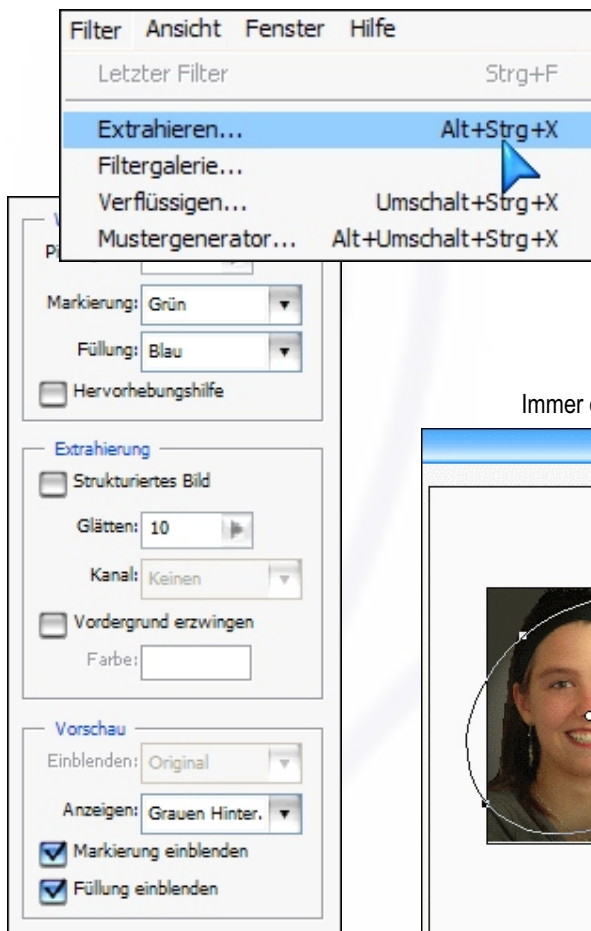 Filter Ansicht Fenster Hilfe
Letzter Filter Strg+F
Extrahieren... Alt+Strg+X
Filtergalerie...
Verflüssigen... Umschalt+Strg+X
Mustergenerator... Alt+Umschalt+Strg+X
Markierung: Grün
Füllung: Blau
Hervorhebungshilfe
Extrahierung
Strukturiertes Bild
Glätten: 10
Kanal: Keinen
Vordergrund erzwingen
Farbe:
Vorschau
Einblenden: Original
Anzeigen: Grauen Hinter.
Markierung einblenden
Füllung einblenden
Immer